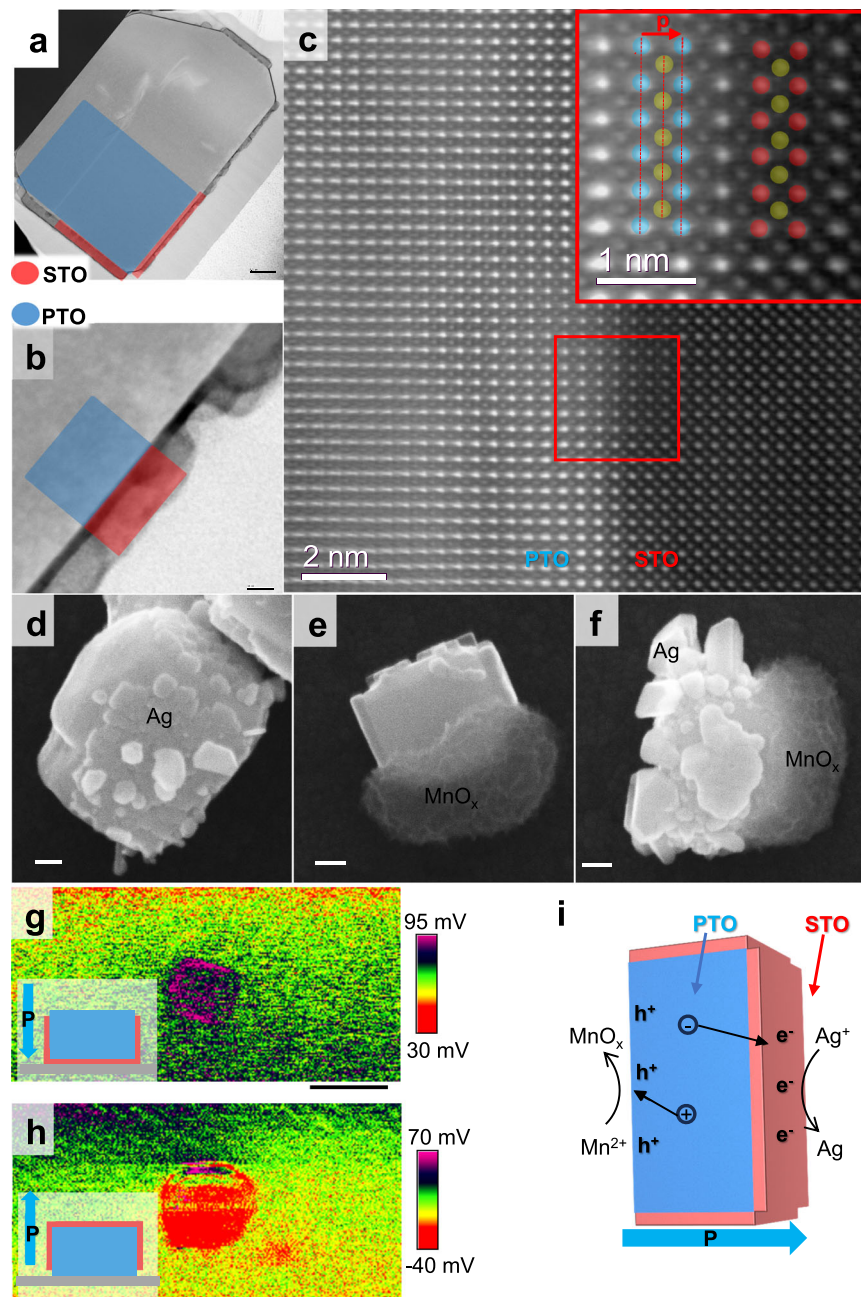 a
STO
PTO
b
c
p
1 nm
2 nm
PTO
STO
d
Ag
e
MnOₓ
f
Ag
MnOₓ
g
95 mV
30 mV
P
h
70 mV
-40 mV
P
i
PTO
STO
h⁺
-
MnOₓ
e⁻
Ag⁺
h⁺
e⁻
+
Mn²⁺
h⁺
e⁻
Ag
P